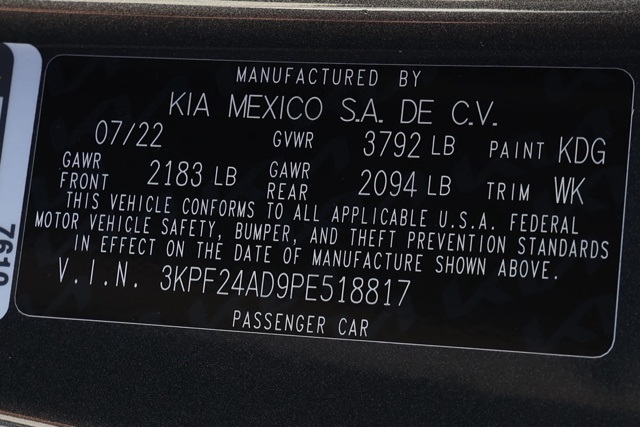 MANUFACTURED BY
KIA MEXICO S.A. DE C.V.
07/22 GVWR 3792 LB PAINT KDG
GAWR FRONT 2183 LB GAWR REAR 2094 LB TRIM WK
THIS VEHICLE CONFORMS TO ALL APPLICABLE U.S.A. FEDERAL
MOTOR VEHICLE SAFETY, BUMPER, AND THEFT PREVENTION STANDARDS
IN EFFECT ON THE DATE OF MANUFACTURE SHOWN ABOVE.
V.I.N. 3KPF24AD9PE518817
PASSENGER CAR